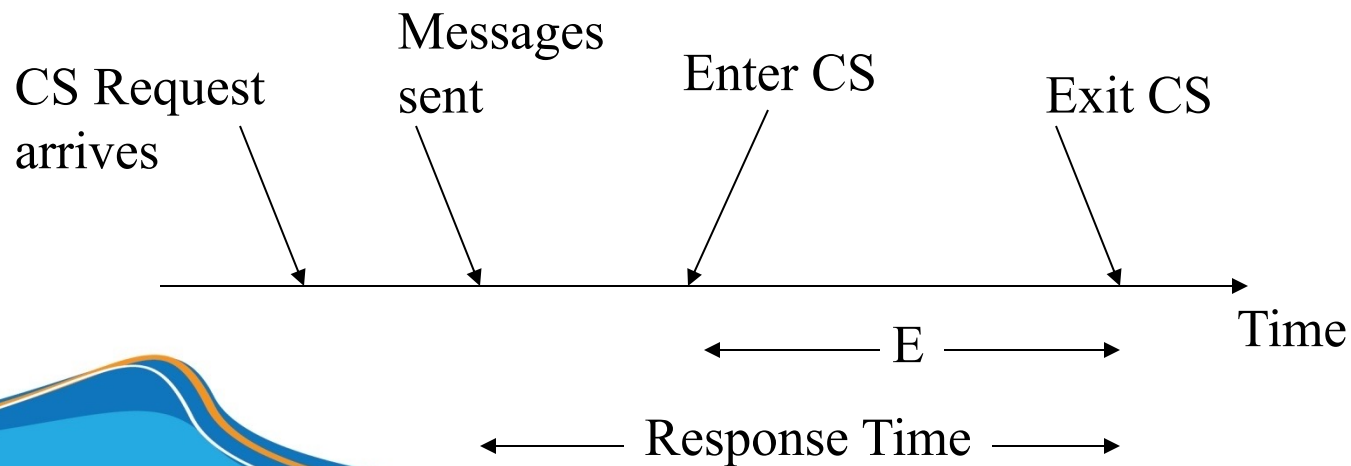 CS Request
arrives
Messages
sent
Enter CS
Exit CS
Time
E
Response Time